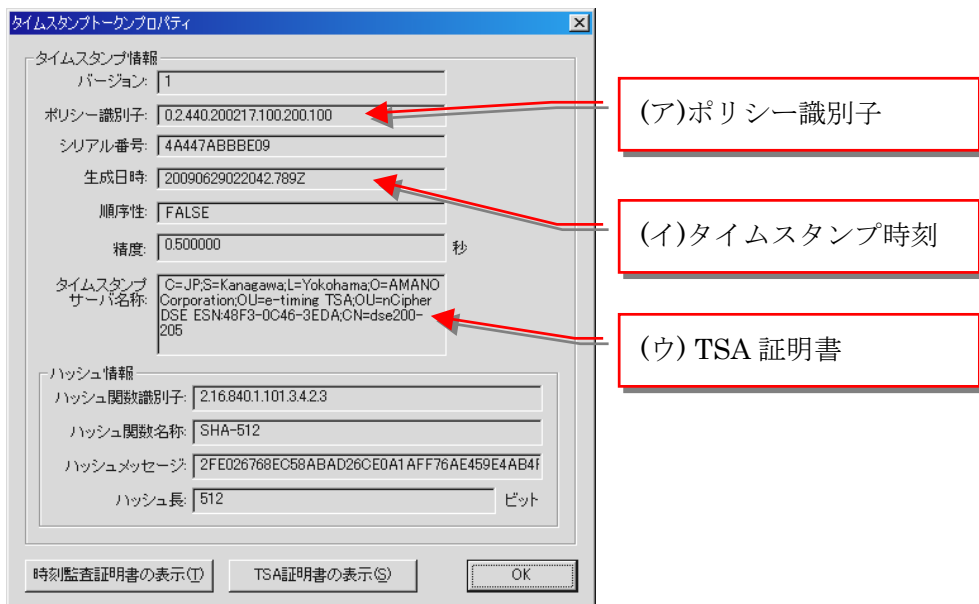 タイムスタンプトークンプロパティ
タイムスタンプ情報
バージョン: 1
ポリシー識別子: 0.2.440.200217.100.200.100
(ア)ポリシー識別子
シリアル番号: 4A447ABBBE09
生成日時: 20090629022042.789Z
順序性: FALSE
(イ)タイムスタンプ時刻
精度: 0.500000 秒
タイムスタンプ
サーバ名称:
C=JP;S=Kanagawa;L=Yokohama;O=AMANO
Corporation;OU=e-timing TSA;OU=nCipher
DSE ESN:48F3-0C46-3EDA;CN=dse200-
205
(ウ) TSA 証明書
ハッシュ情報
ハッシュ関数識別子: 2.16.840.1.101.3.4.2.3
ハッシュ関数名称: SHA-512
ハッシュメッセージ: 2FE026768EC58ABAD26CE0A1AFF76AE459E4AB4F
ハッシュ長: 512 ビット
時刻監査証明書の表示(T)
TSA証明書の表示(S)
OK